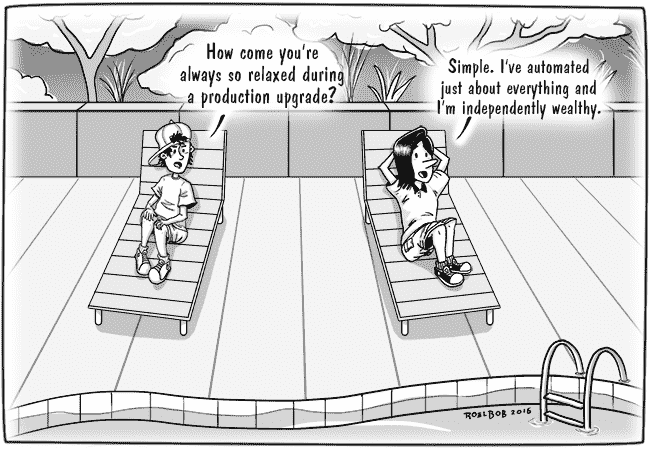 How come you're
always so relaxed during
a production upgrade?
Simple. I've automated
just about everything and
I'm independently wealthy.
ROBLBOB 2016